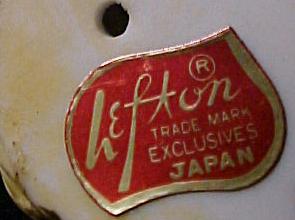 Lefton ®
TRADE MARK
EXCLUSIVES
JAPAN